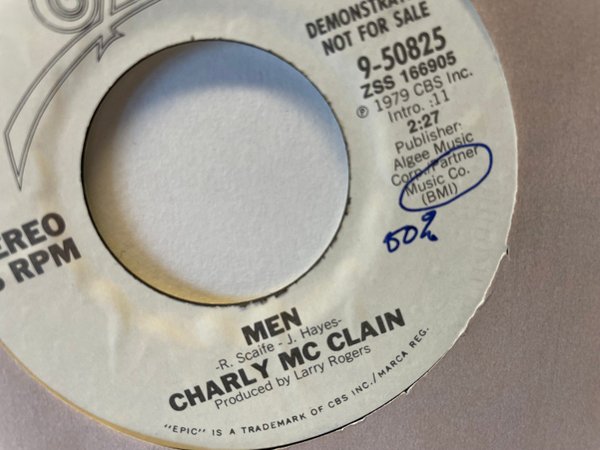 DEMONSTRAT
NOT FOR SALE
9-50825
ZSS 166905
℗ 1979 CBS Inc.
Intro. :11
2:27
Publisher:
Algee Music
Corp./Partner
Music Co.
(BMI)
50%
EREO
RPM
MEN
-R. Scaife - J. Hayes-
CHARLY MC CLAIN
Produced by Larry Rogers
"EPIC" IS A TRADEMARK OF CBS INC./MARCA REG.